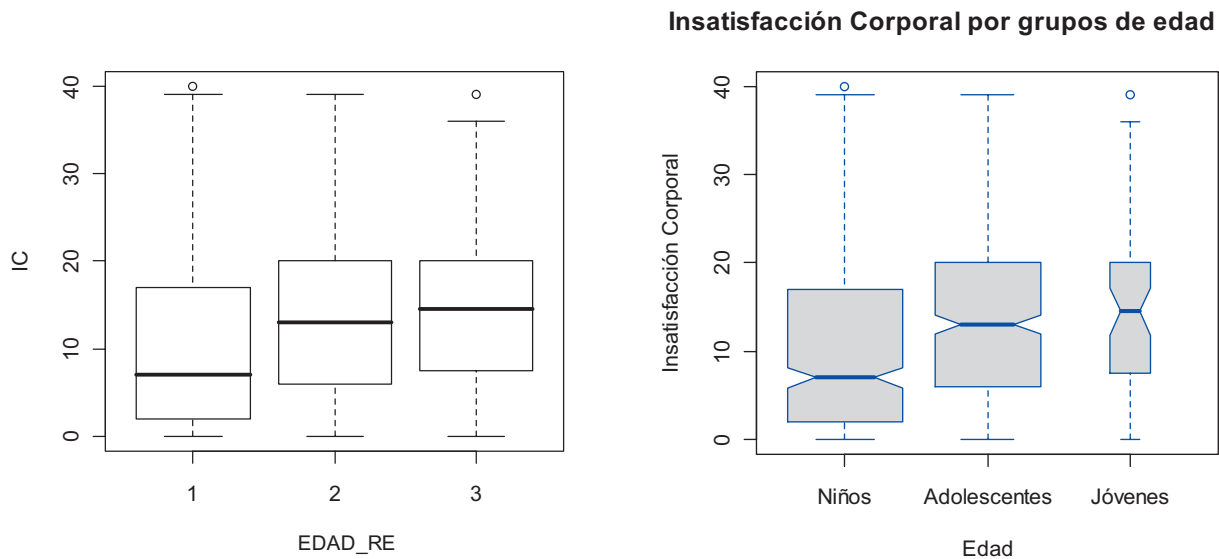 Insatisfacción Corporal por grupos de edad
IC
40
30
20
10
0
1 2 3
EDAD_RE
Insatisfacción Corporal
40
30
20
10
0
Niños Adolescentes Jóvenes
Edad